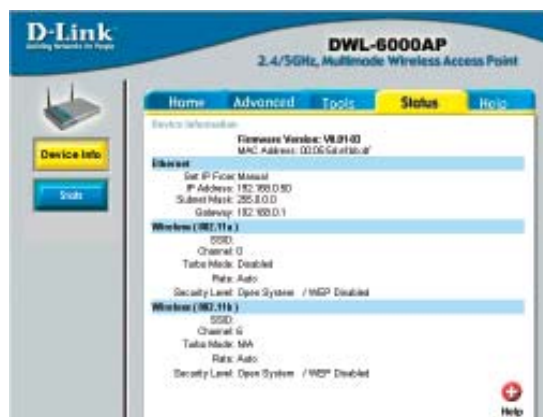 D-Link
Building Networks for People
DWL-6000AP
2.4/5GHz, Multimode Wireless Access Point
Home Advanced Tools Status Help
Device Information
Firmware Version:
MAC Address:
Device Info
Stats
Ethernet
Get IP From: Manual
IP Address: 192.168.0.50
Subnet Mask: 255.0.0.0
Gateway: 192.168.0.1
Wireless (802.11a)
SSID:
Channel: 0
Turbo Mode: Disabled
Rate: Auto
Security Level: Open System / WEP Disabled
Wireless (802.11b)
SSID:
Channel: 6
Turbo Mode: N/A
Rate: Auto
Security Level: Open System / WEP Disabled
Help